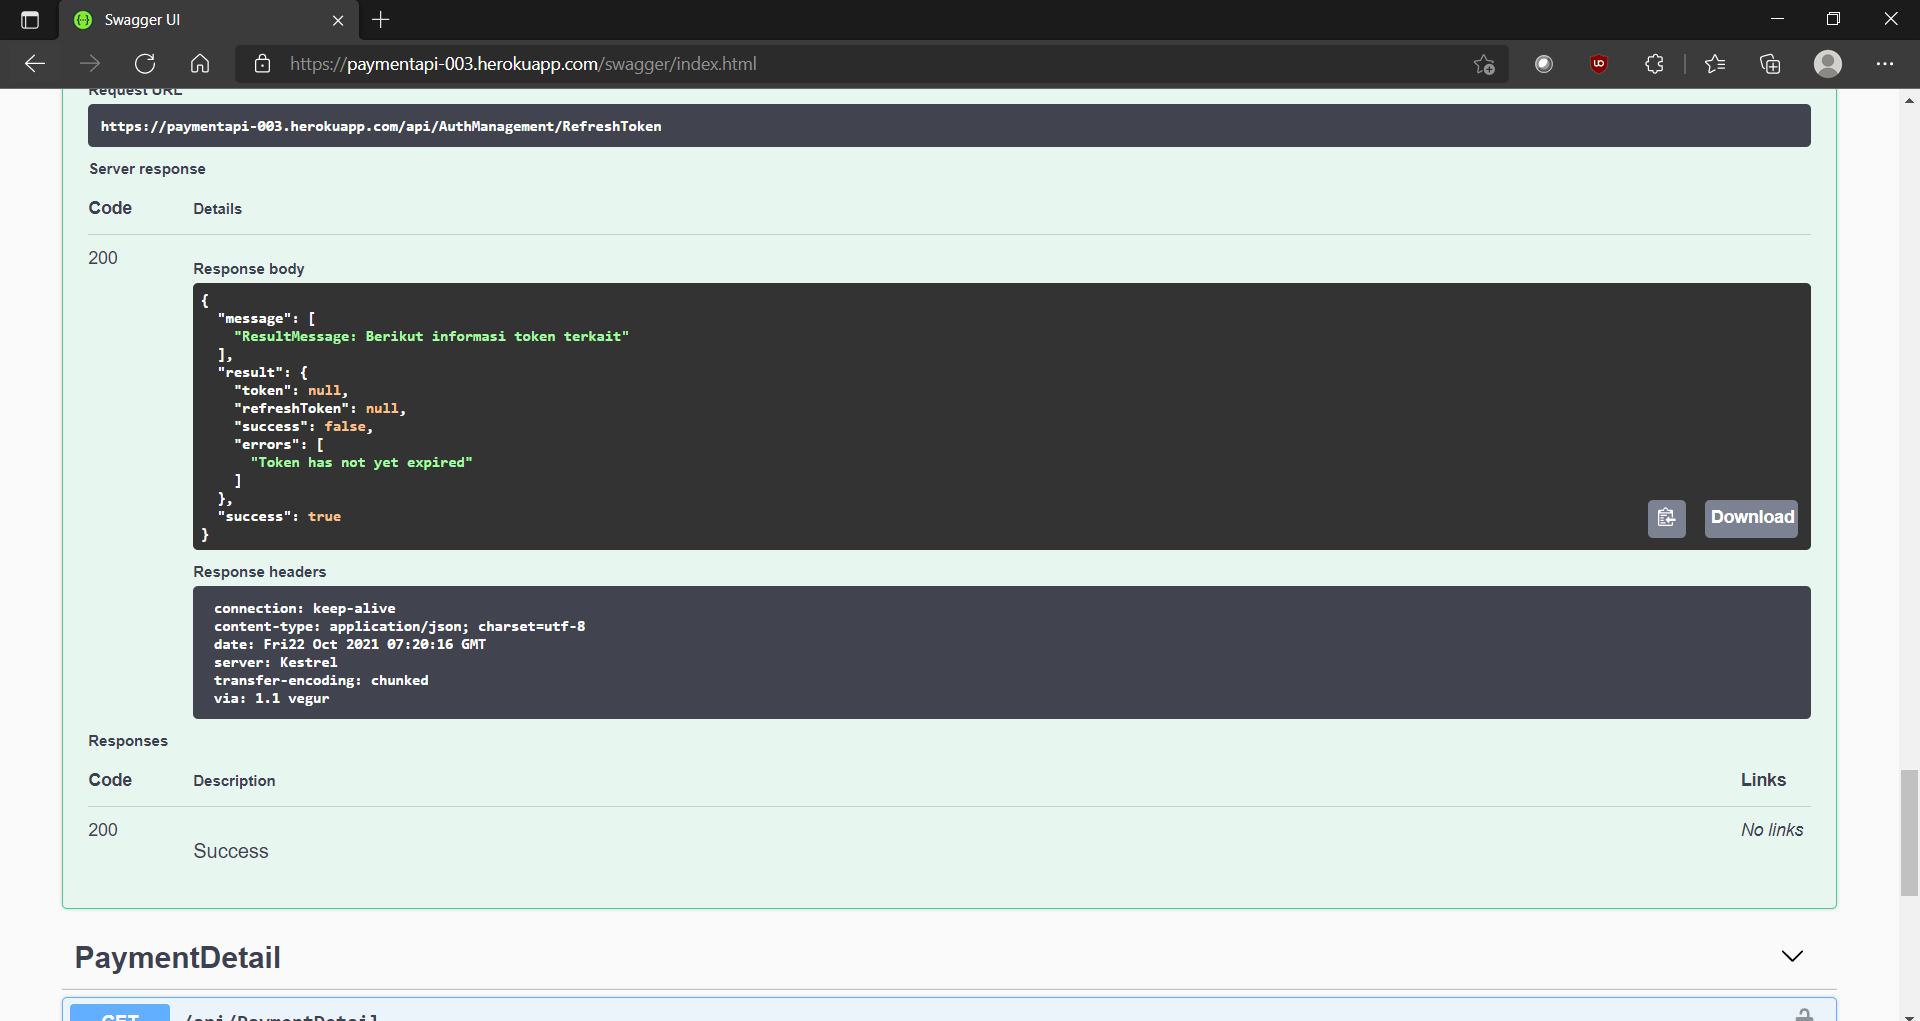 Swagger UI
https://paymentapi-003.herokuapp.com/swagger/index.html
Request URL
https://paymentapi-003.herokuapp.com/api/AuthManagement/RefreshToken
Server response
Code Details
200
Response body
{
"message": [
"ResultMessage: Berikut informasi token terkait"
],
"result": {
"token": null,
"refreshToken": null,
"success": false,
"errors": [
"Token has not yet expired"
]
},
"success": true
}
Download
Response headers
connection: keep-alive
content-type: application/json; charset=utf-8
date: Fri22 Oct 2021 07:20:16 GMT
server: Kestrel
transfer-encoding: chunked
via: 1.1 vegur
Responses
Code Description Links
200 No links
Success
PaymentDetail
GET /api/PaymentDetail